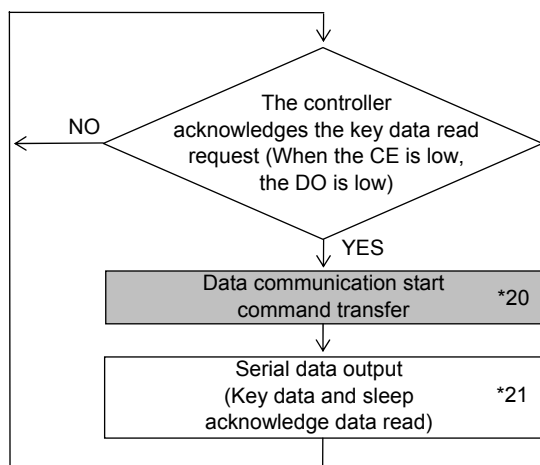 The controller
acknowledges the key data read
request (When the CE is low,
the DO is low)
NO
YES
Data communication start
command transfer
*20
Serial data output
(Key data and sleep
acknowledge data read)
*21